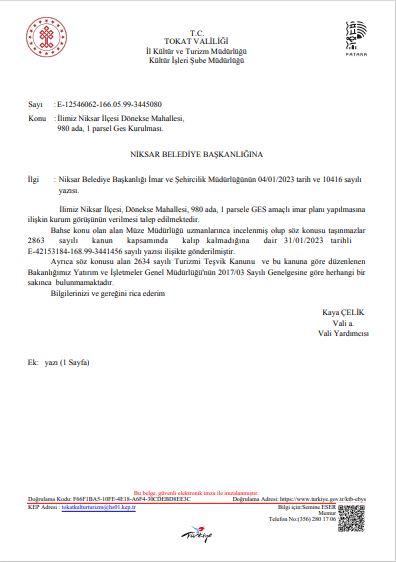 T.C.
TOKAT VALİLİĞİ
İl Kültür ve Turizm Müdürlüğü
Kültür İşleri Şube Müdürlüğü
PATARA
Sayı : E-12546062-166.05.99-3445080
Konu : İlimiz Niksar İlçesi Dönekse Mahallesi,
980 ada, 1 parsel Ges Kurulması.
NİKSAR BELEDİYE BAŞKANLIĞINA
İlgi : Niksar Belediye Başkanlığı İmar ve Şehircilik Müdürlüğünün 04/01/2023 tarih ve 10416 sayılı
yazısı.
İlimiz Niksar İlçesi, Dönekse Mahallesi, 980 ada, 1 parsele GES amaçlı imar planı yapılmasına
ilişkin kurum görüşünün verilmesi talep edilmektedir.
Bahse konu olan alan Müze Müdürlüğü uzmanlarınca incelenmiş olup söz konusu taşınmazlar
2863 sayılı kanun kapsamında kalıp kalmadığına dair 31/01/2023 tarihli
E-42153184-168.99-3441456 sayılı yazısı ilişikte gönderilmiştir.
Ayrıca söz konusu alan 2634 sayılı Turizmi Teşvik Kanunu ve bu kanuna göre düzenlenen
Bakanlığımız Yatırım ve İşletmeler Genel Müdürlüğü'nün 2017/03 Sayılı Genelgesine göre herhangi bir
sakınca bulunmamaktadır.
Bilgilerinizi ve gereğini rica ederim
Kaya ÇELİK
Vali a.
Vali Yardımcısı
Ek: yazı (1 Sayfa)
Bu belge, güvenli elektronik imza ile imzalanmıştır.
Doğrulama Kodu: F66F1BA5-10FE-4E18-A6F4-30CDEBD8EE3C Doğrulama Adresi: https://www.turkiye.gov.tr/ktb-ebys
KEP Adresi : tokatkulturturizm@hs01.kep.tr Bilgi için:Semine ESER
Memur
Telefon No:(356) 280 17 06
Türkiye